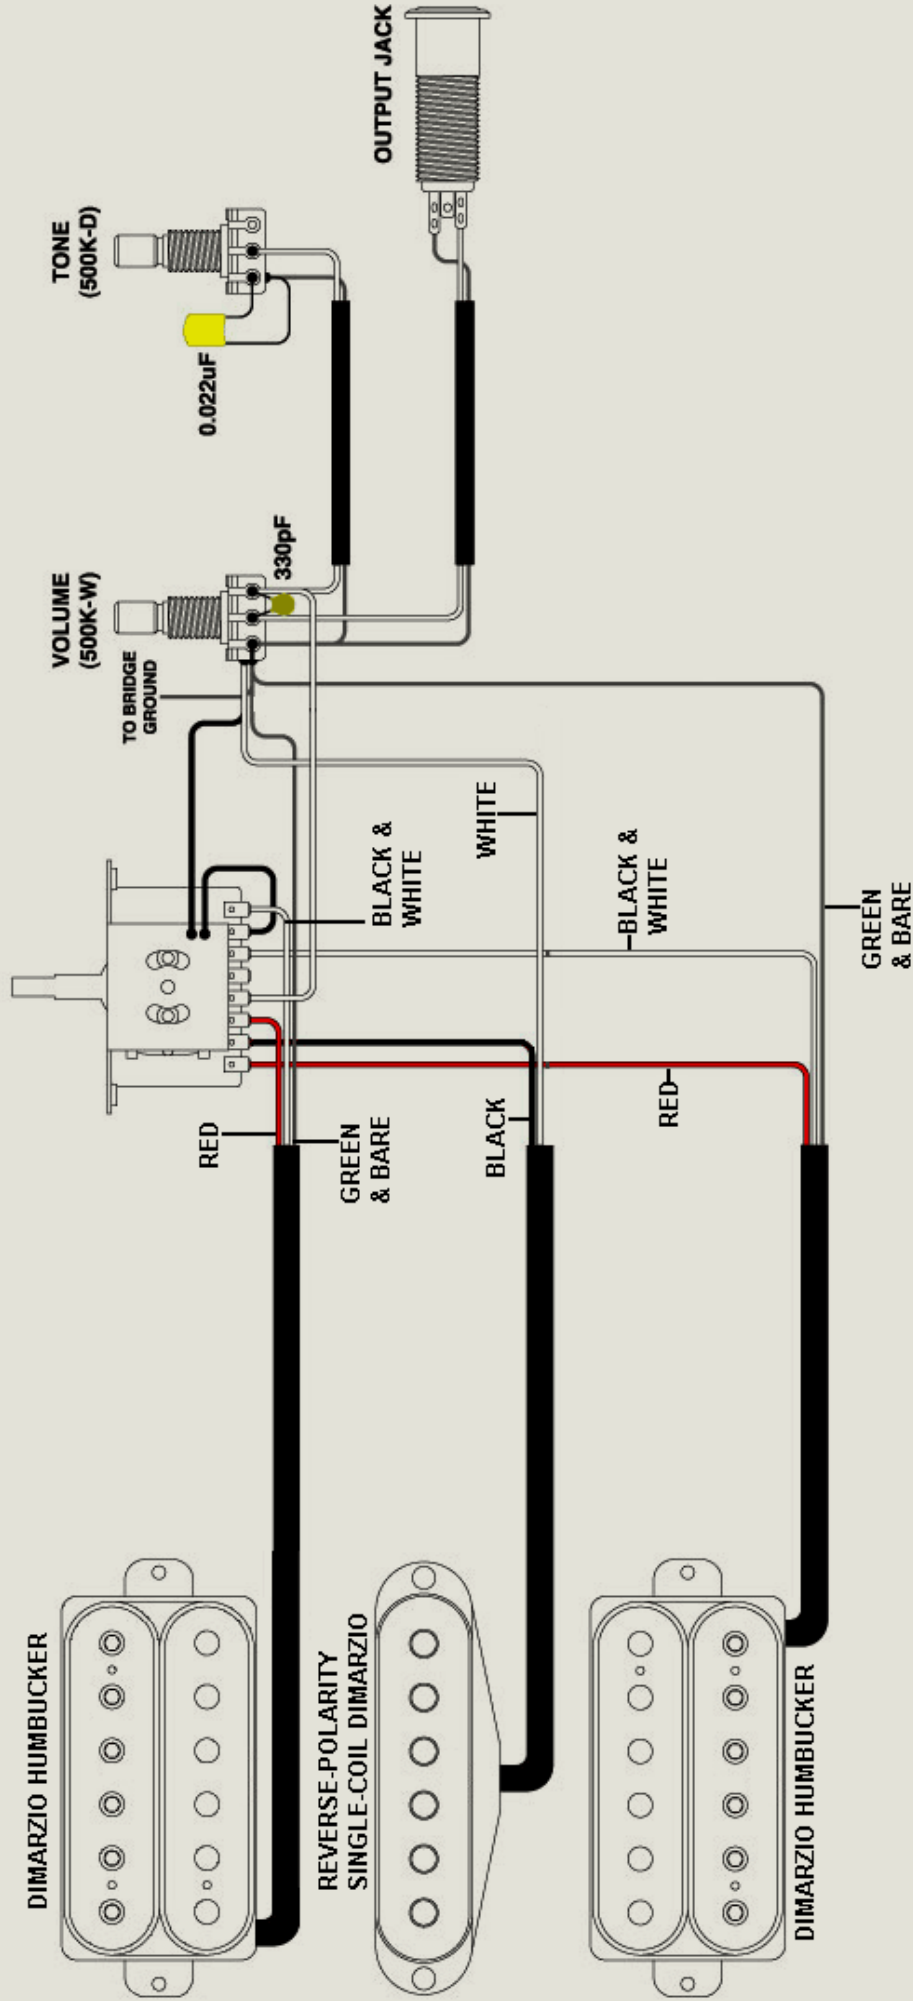 DIMARZIO HUMBUCKER
REVERSE-POLARITY
SINGLE-COIL DIMARZIO
DIMARZIO HUMBUCKER
RED
GREEN
& BARE
BLACK
RED
BLACK &
WHITE
WHITE
BLACK &
WHITE
GREEN
& BARE
TO BRIDGE
GROUND
VOLUME
(500K-W)
330pF
0.022uF
TONE
(500K-D)
OUTPUT JACK